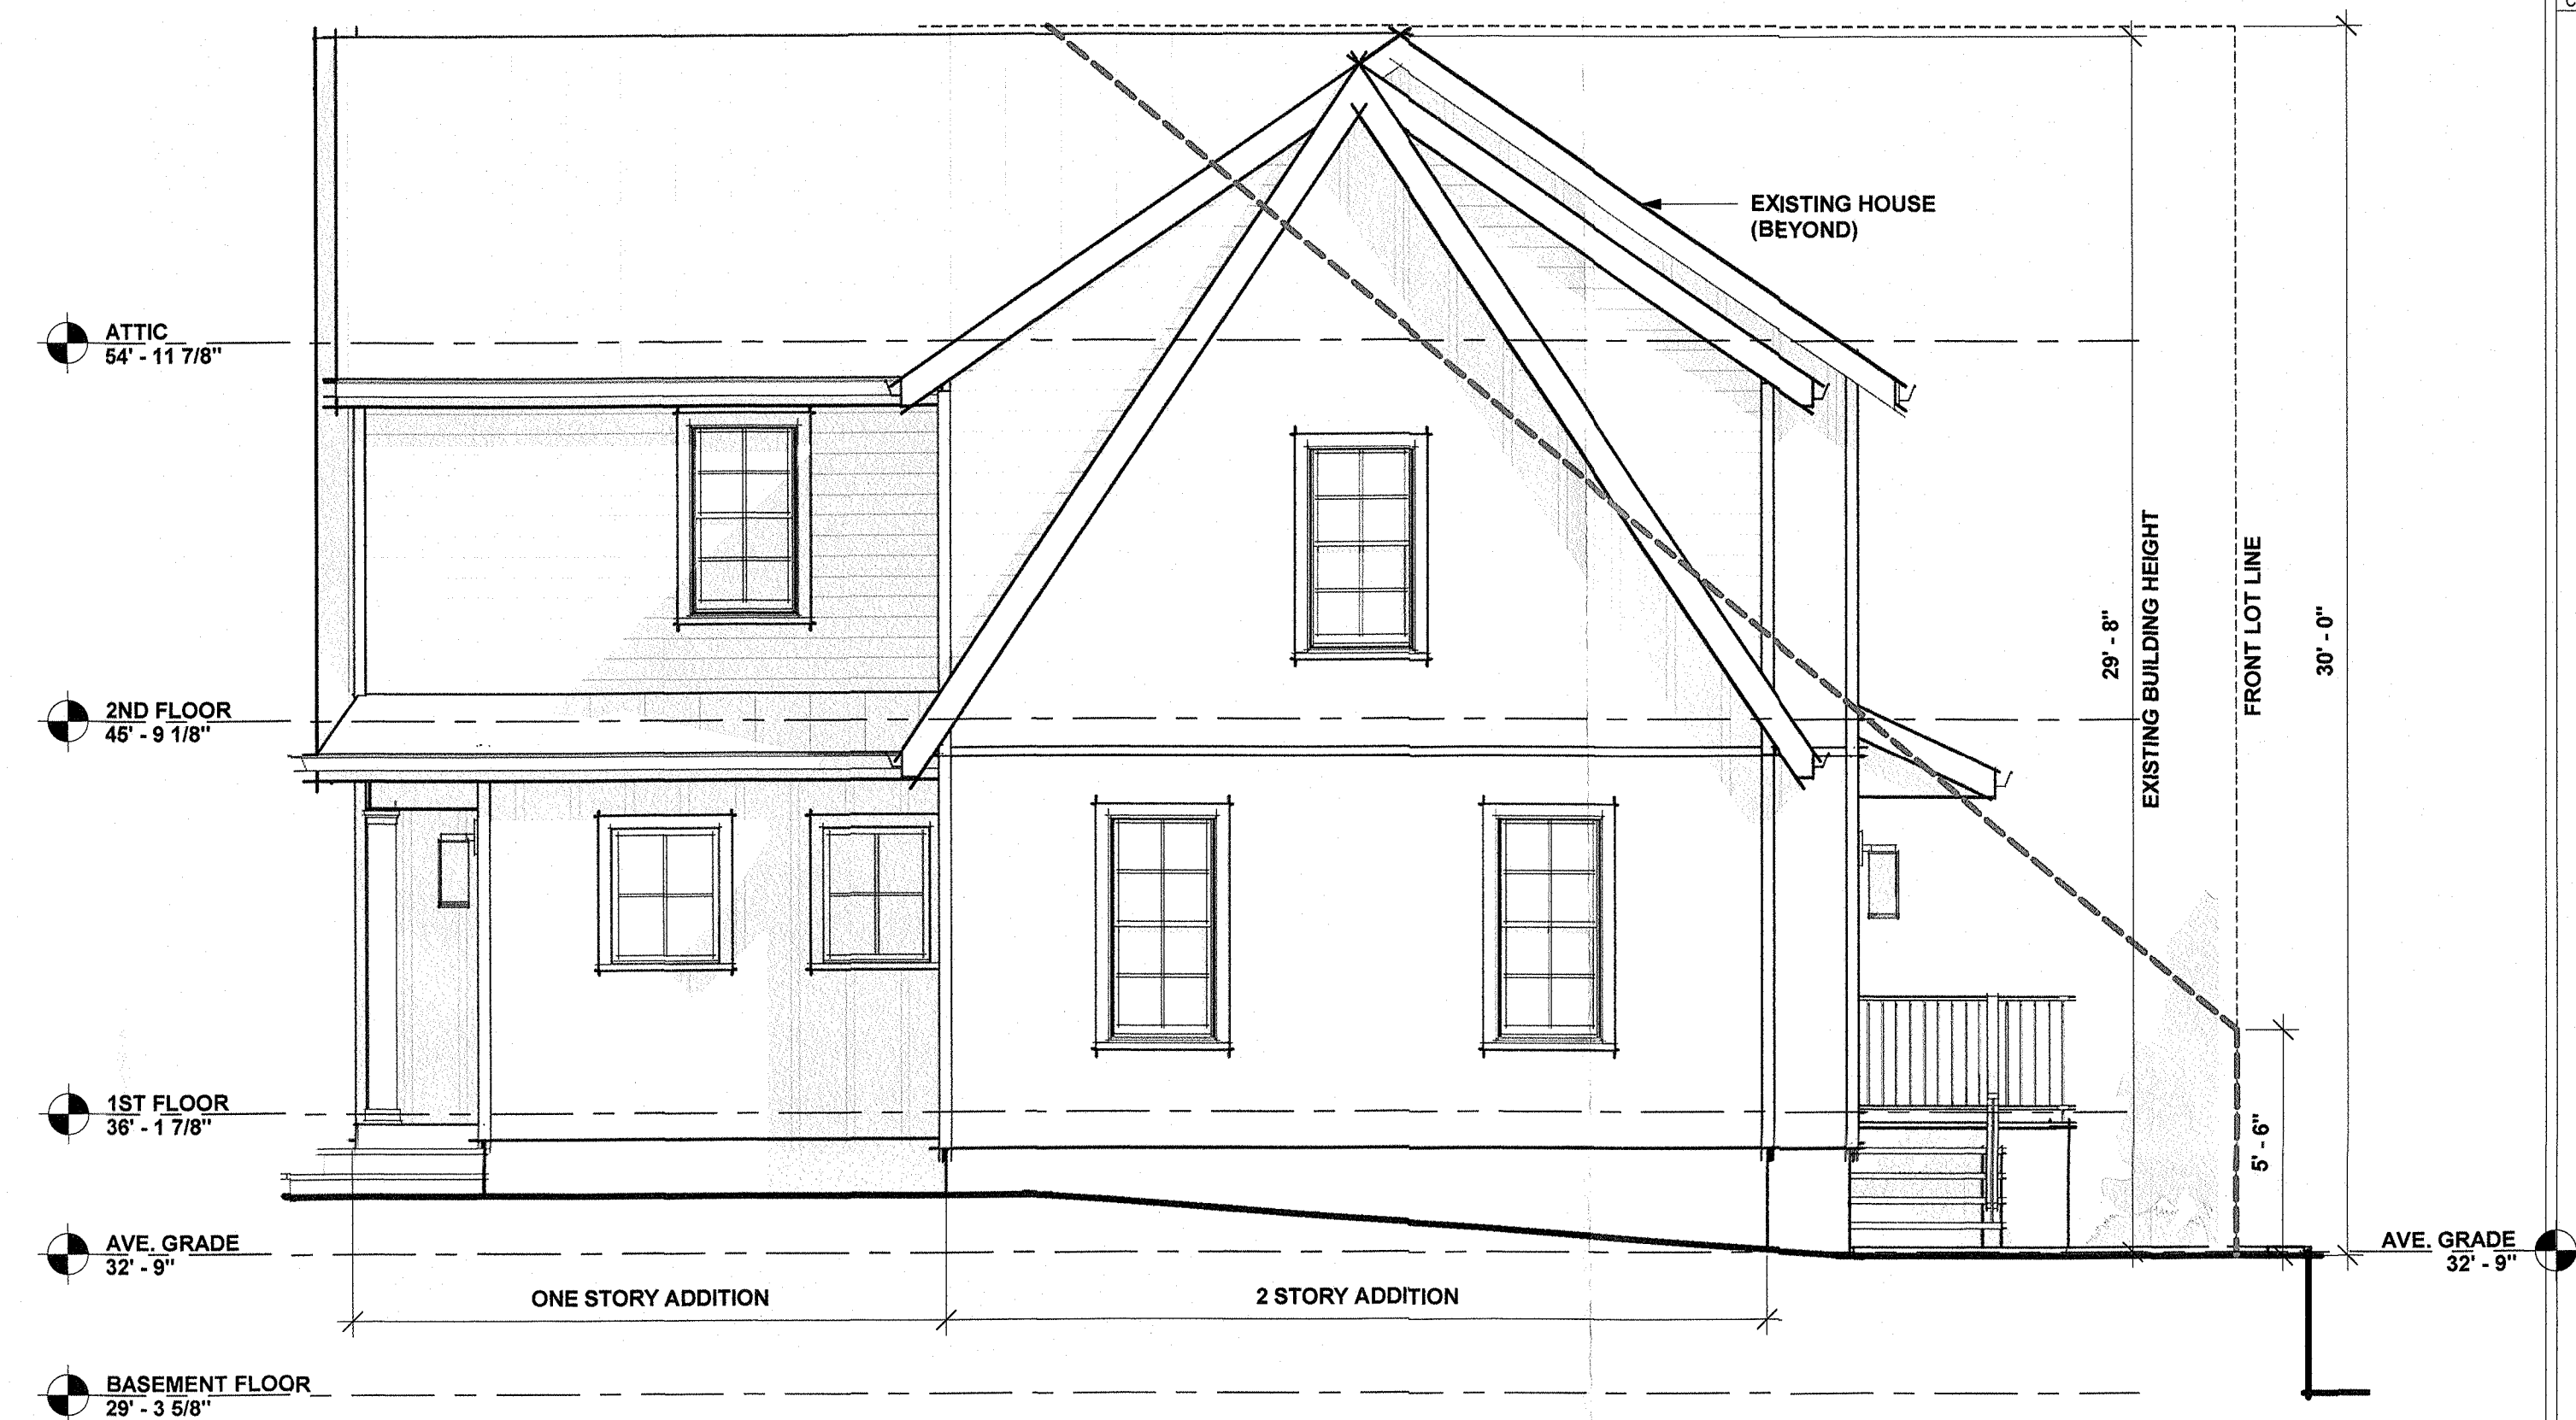 EXISTING HOUSE
(BEYOND)
ATTIC
54' - 11 7/8"
2ND FLOOR
45' - 9 1/8"
29' - 8"
EXISTING BUILDING HEIGHT
FRONT LOT LINE
30' - 0"
1ST FLOOR
36' - 1 7/8"
5' - 6"
AVE. GRADE
32' - 9"
AVE. GRADE
32' - 9"
ONE STORY ADDITION
2 STORY ADDITION
BASEMENT FLOOR
29' - 3 5/8"